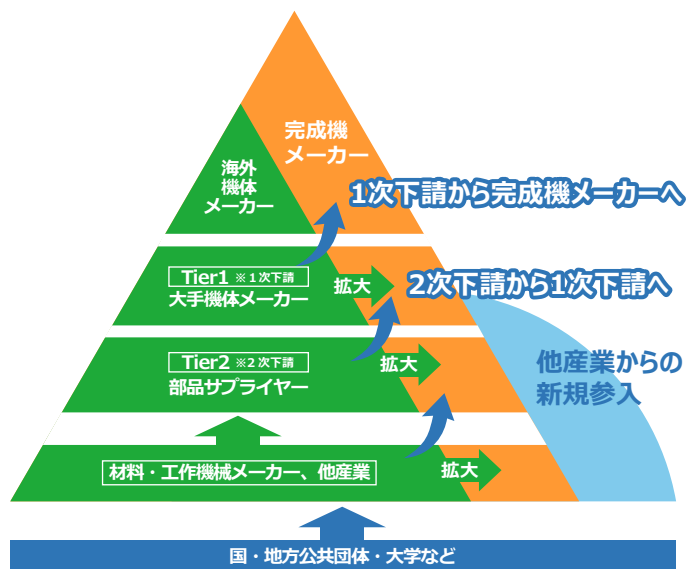 完成機
メーカー
海外
機体
メーカー
1次下請から完成機メーカーへ
Tier1 ※1次下請
大手機体メーカー
拡大
2次下請から1次下請へ
Tier2 ※2次下請
部品サプライヤー
拡大
他産業からの
新規参入
材料・工作機械メーカー、他産業
拡大
国・地方公共団体・大学など